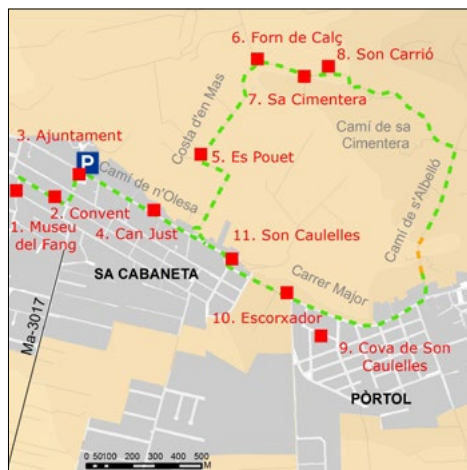 6. Forn de Calç
8. Son Carrió
7. Sa Cimentera
Costa d'en Mas
Camí de sa
Cimentera
3. Ajuntament
P
Camí de n'Olesa
5. Es Pouet
Camí de s'Albelló
2. Convent
1. Museu
del Fang
4. Can Just
11. Son Caulelles
SA CABANETA
Carrer Major
10. Escorxador
Ma-3017
9. Cova de Son
Caulelles
PÒRTOL
0 50 100 200 300 400 500
M